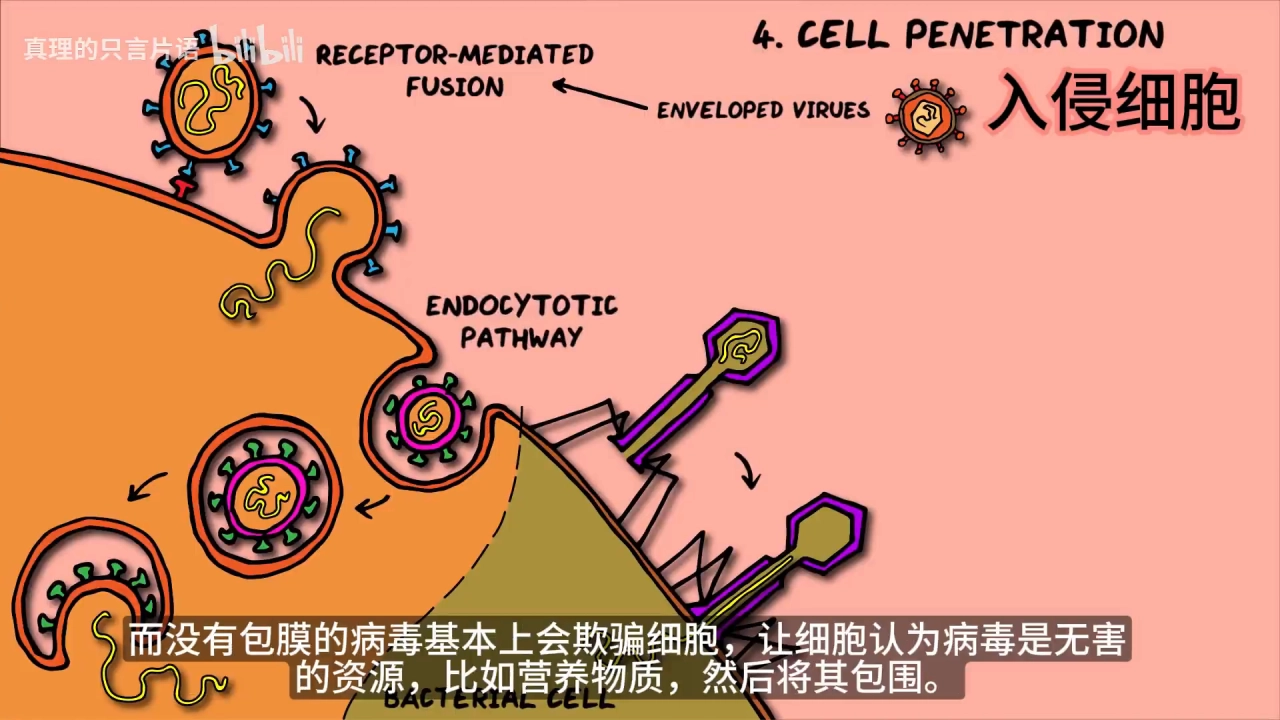 真理的只言片语 bilibili
4. CELL PENETRATION
入侵细胞
RECEPTOR-MEDIATED
FUSION
ENVELOPED VIRUES
ENDOCYTOTIC
PATHWAY
而没有包膜的病毒基本上会欺骗细胞，让细胞认为病毒是无害
的资源，比如营养物质，然后将其包围。
BACTERIAL CELL